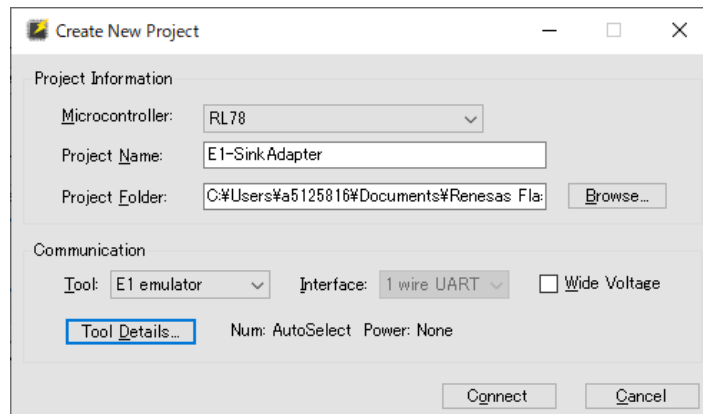 Create New Project
Project Information
Microcontroller: RL78
Project Name: E1-SinkAdapter
Project Folder: C:¥Users¥a5125816¥Documents¥Renesas Fla: Browse...
Communication
Tool: E1 emulator Interface: 1 wire UART Wide Voltage
Tool Details... Num: AutoSelect Power: None
Connect Cancel